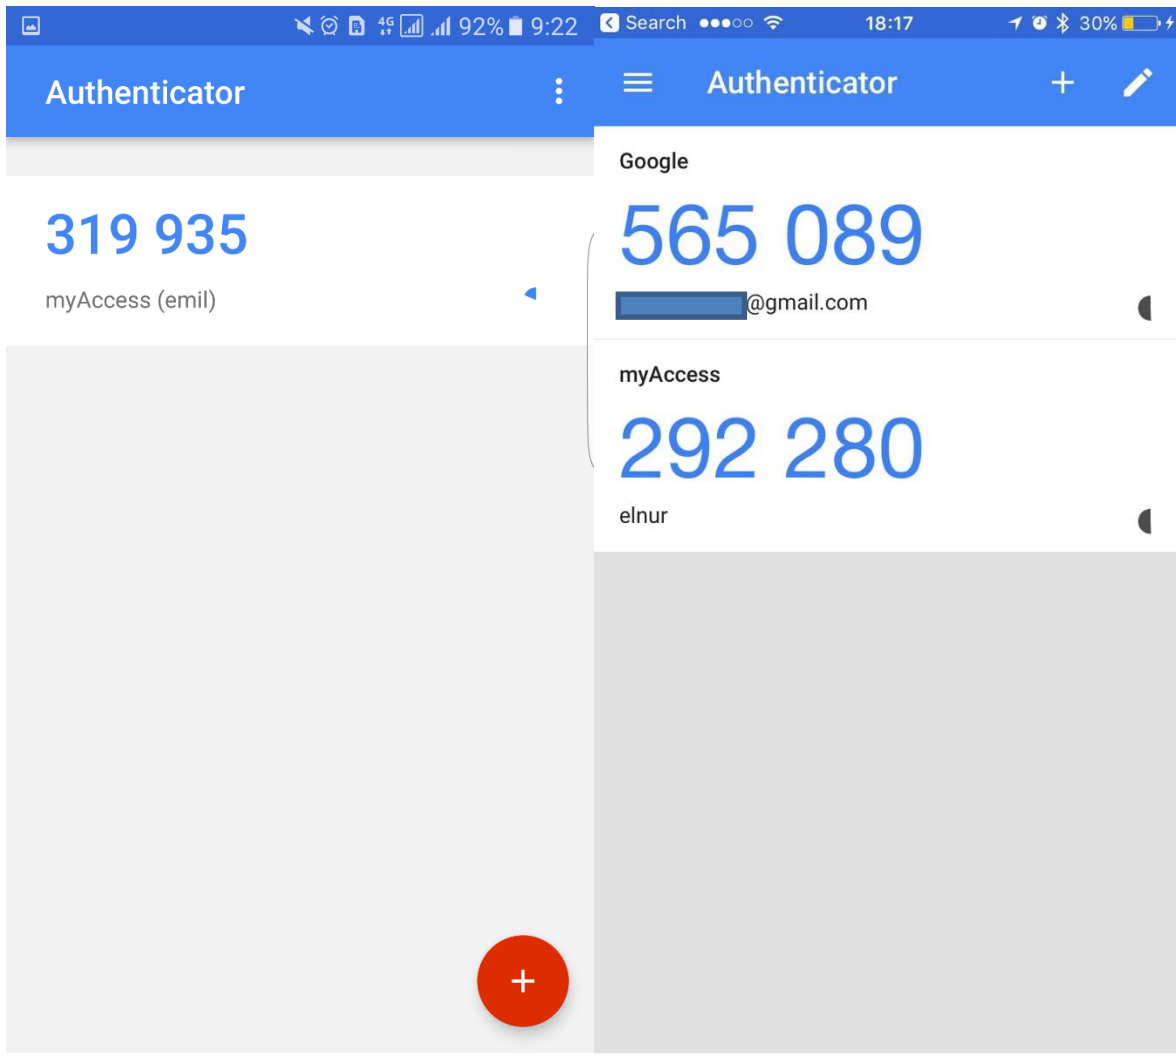 92% 9:22
Authenticator
319 935
myAccess (emil)
Search 18:17 30%
Authenticator
Google
565 089
@gmail.com
myAccess
292 280
elnur